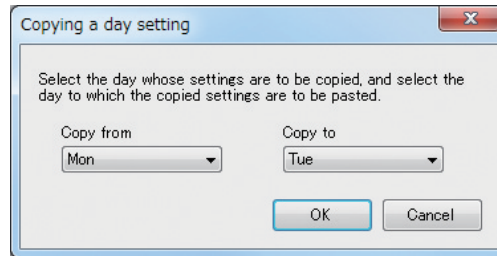 Copying a day setting
Select the day whose settings are to be copied, and select the
day to which the copied settings are to be pasted.
Copy from
Copy to
Mon
Tue
OK
Cancel